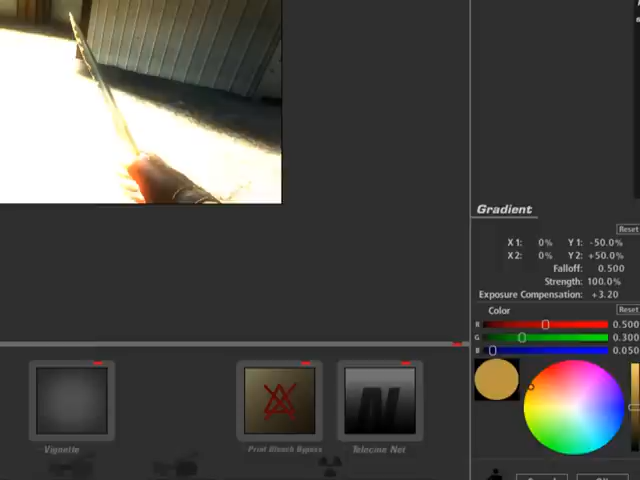 Gradient
Reset
X 1: 0% Y 1: -50.0%
X 2: 0% Y 2: +50.0%
Falloff: 0.500
Strength: 100.0%
Exposure Compensation: +3.20
Color Reset
R 0.500
G 0.300
B 0.050
Vignette
Print Bleach Bypass
Telecine Net